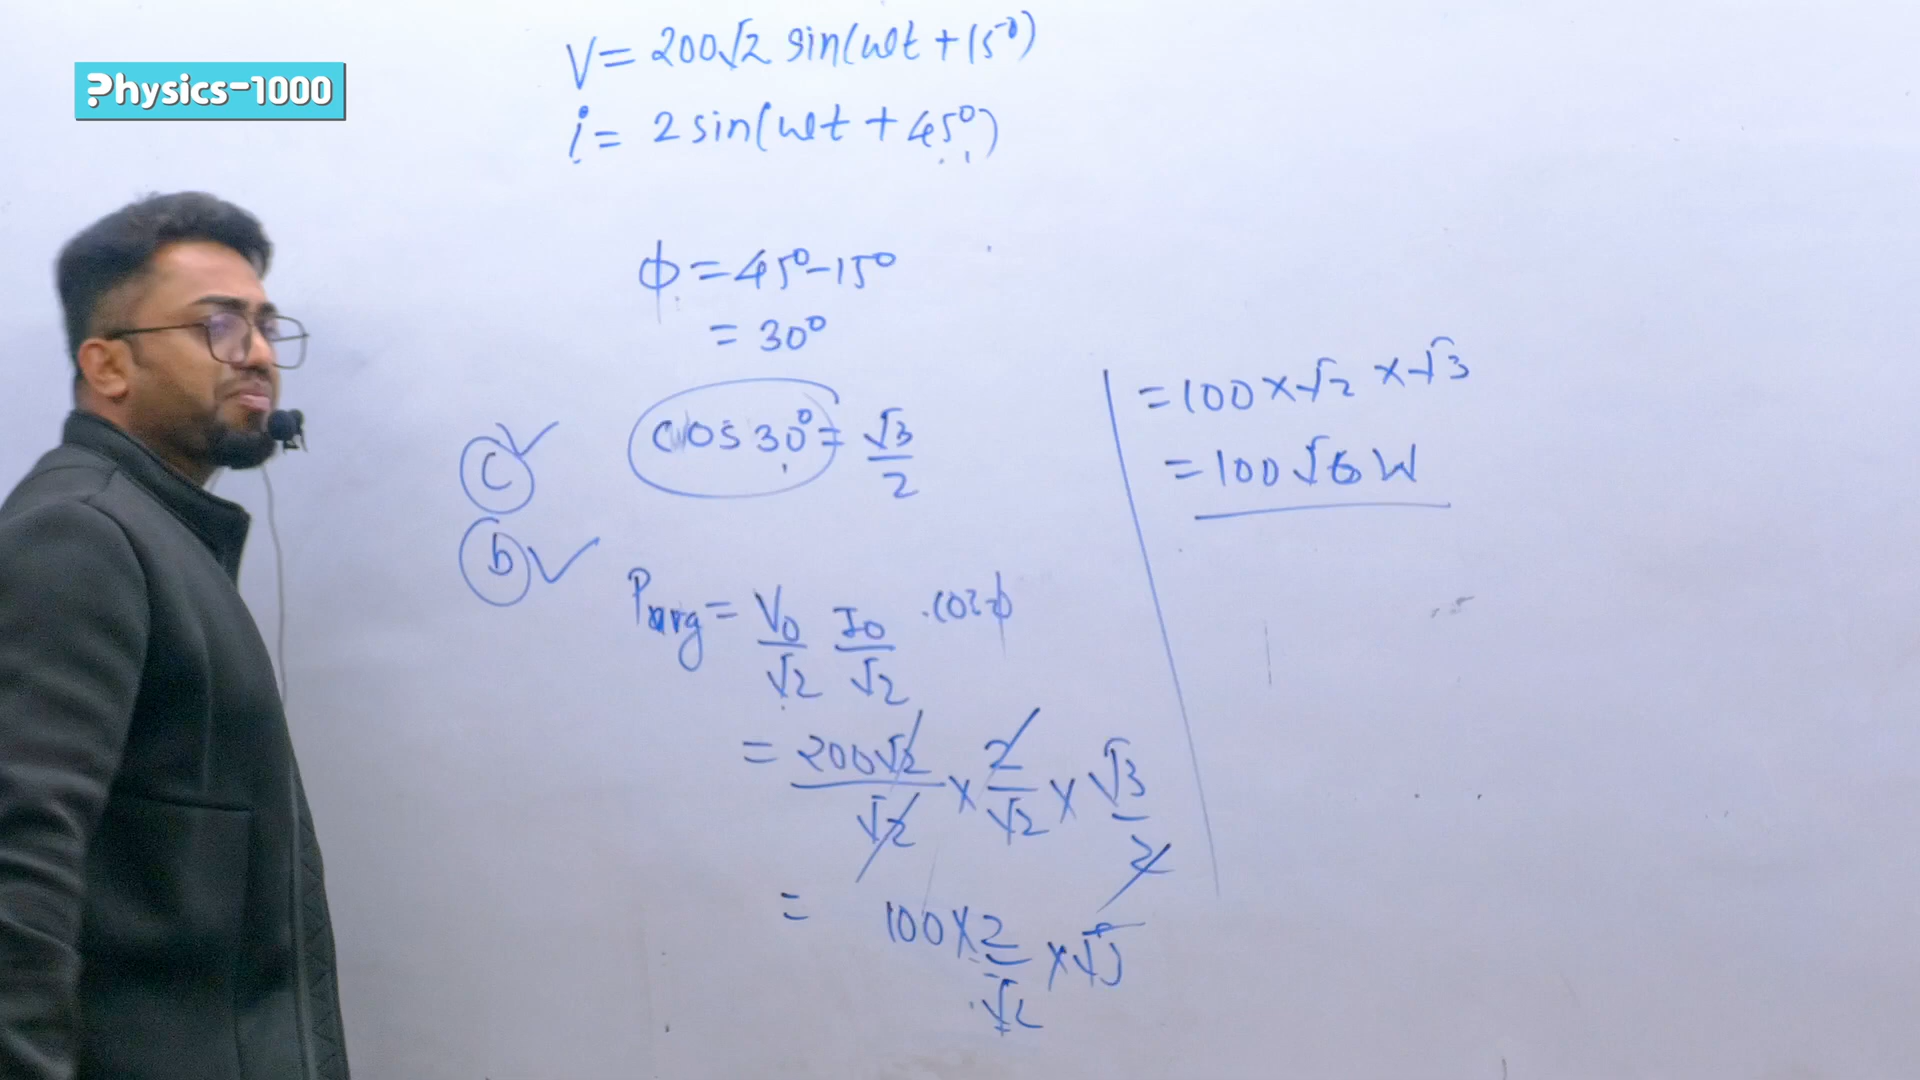 Physics-1000
V = 200√2 sin(ωt + 15°)
i = 2 sin(ωt + 45°)
φ = 45° - 15°
= 30°
cos 30° = √3/2
C ✓
b ✓
Pavg = V0/√2 I0/√2 · cos φ
= 200√2/√2 × 2/√2 × √3/2
= 100 × 2/√2 × √3
= 100 × √2 × √3
= 100√6 W